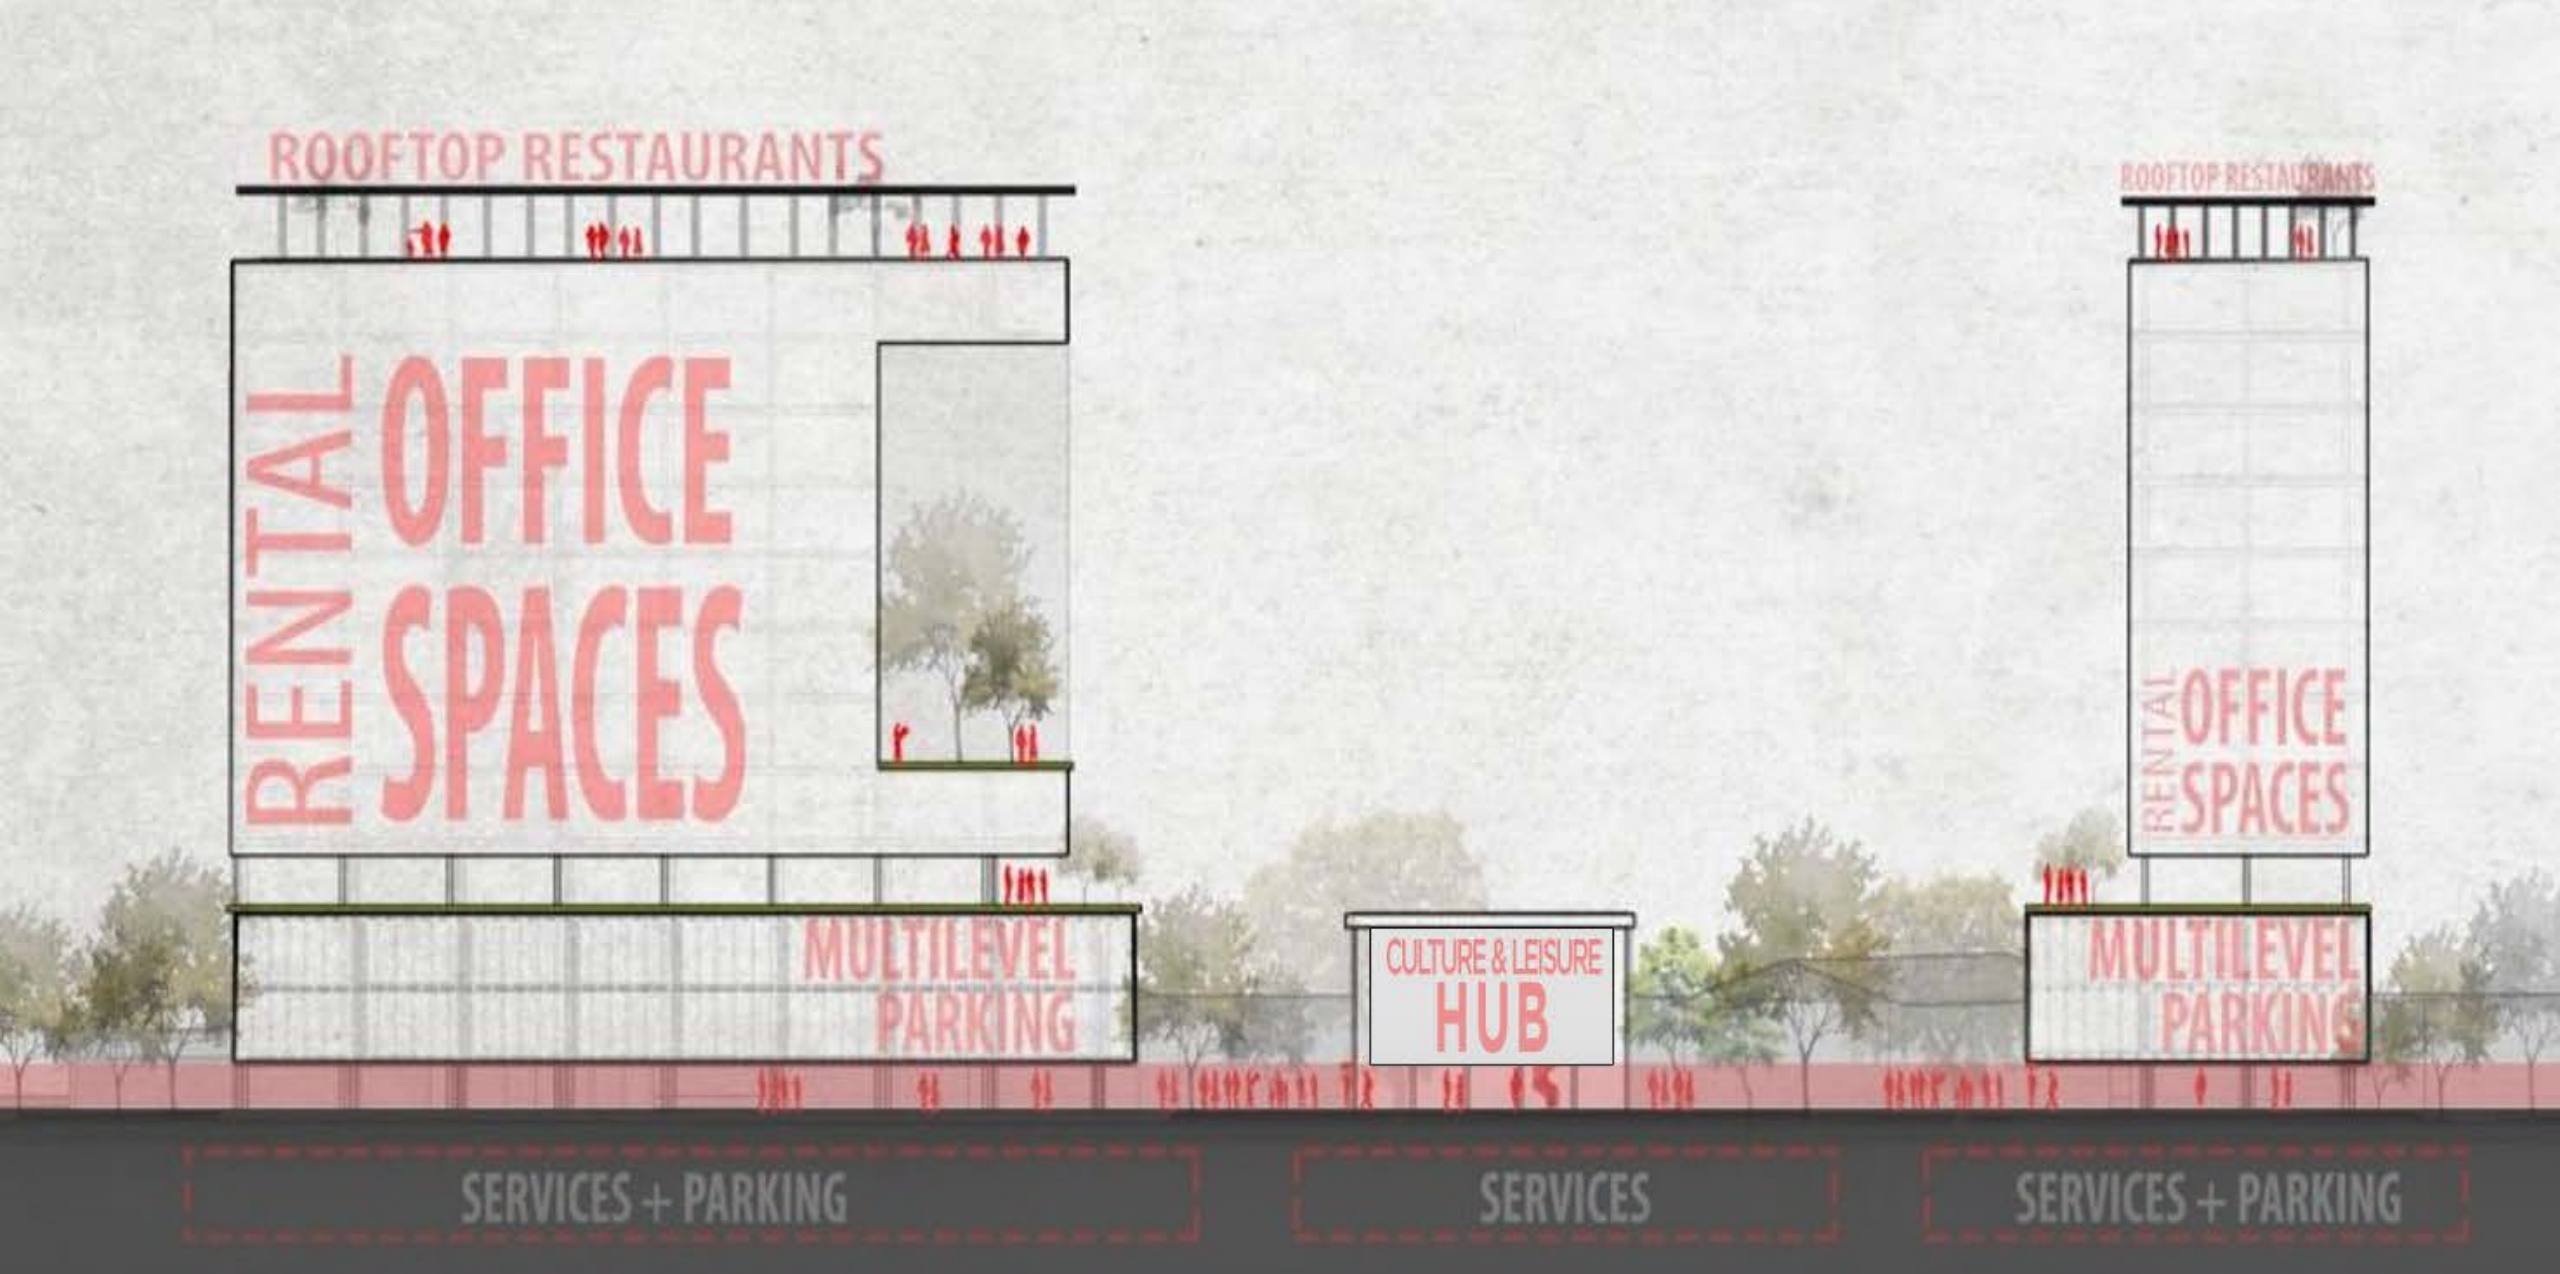 ROOFTOP RESTAURANTS
RENTAL
OFFICE
SPACES
MULTILEVEL
PARKING
SERVICES + PARKING
CULTURE & LEISURE
HUB
SERVICES
ROOFTOP RESTAURANTS
RENTAL
OFFICE
SPACES
MULTILEVEL
PARKING
SERVICES + PARKING